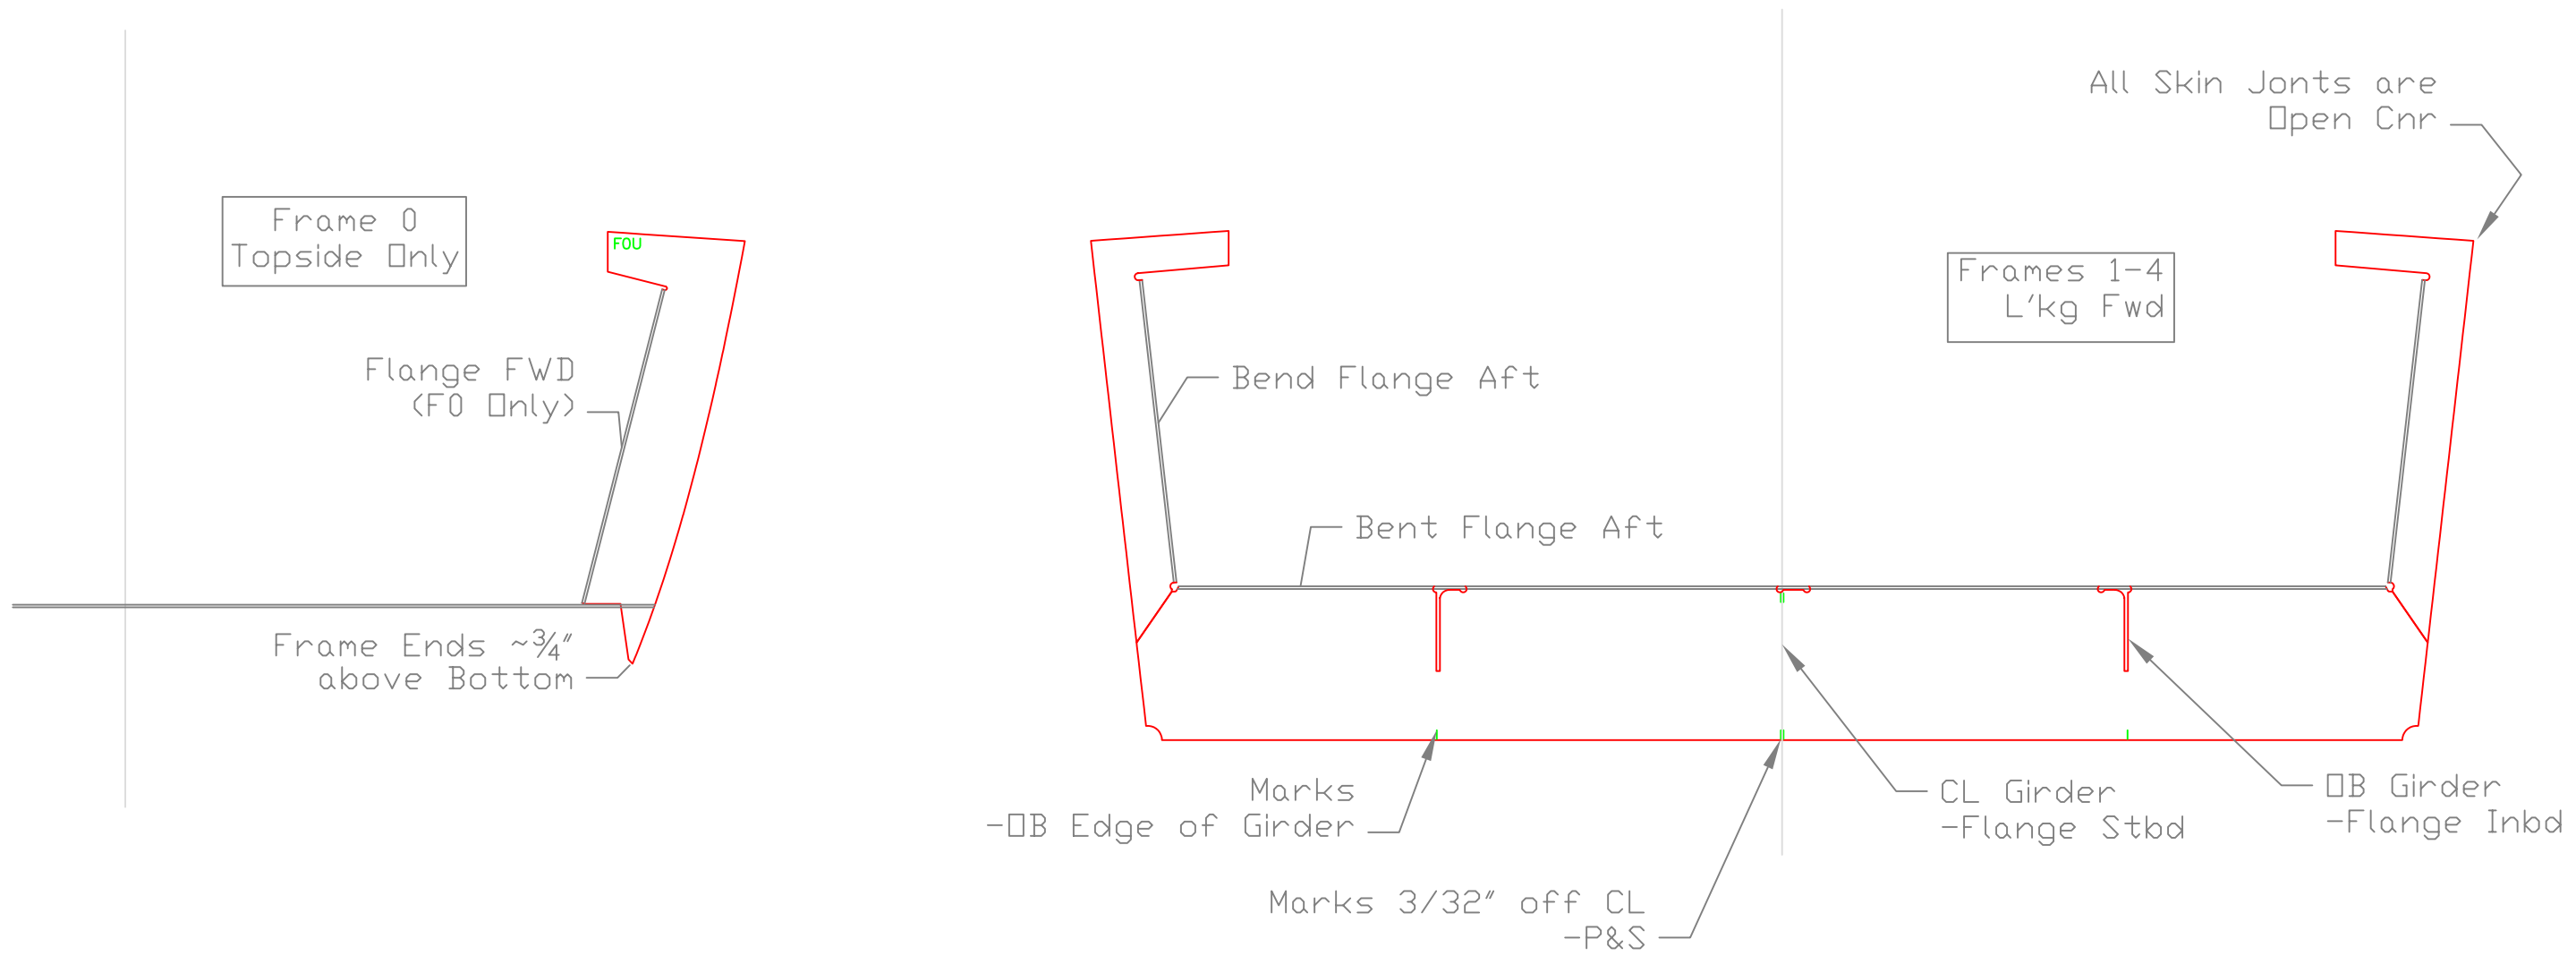 All Skin Jonts are
Open Cnr
Frame 0
Topside Only
F0U
Frames 1-4
L'kg Fwd
Flange FWD
(F0 Only)
Bend Flange Aft
Bent Flange Aft
Frame Ends ~¾"
above Bottom
Marks
-OB Edge of Girder
CL Girder
-Flange Stbd
OB Girder
-Flange Inbd
Marks 3/32" off CL
-P&S